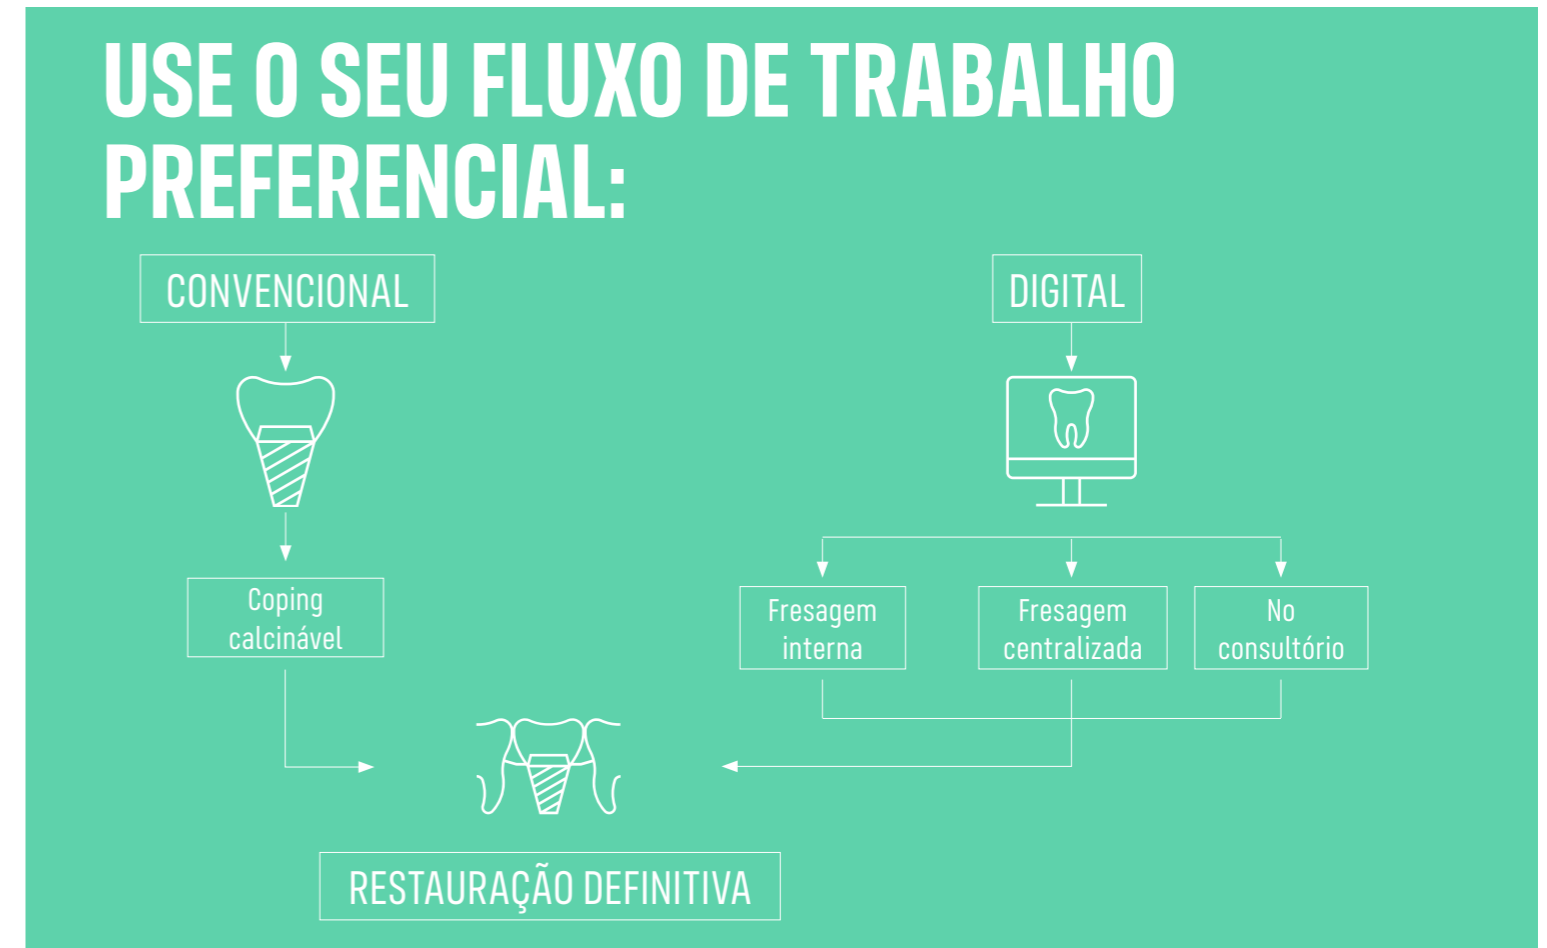 USE O SEU FLUXO DE TRABALHO
PREFERENCIAL:
CONVENCIONAL
DIGITAL
Coping
calcinável
Fresagem
interna
Fresagem
centralizada
No
consultório
RESTAURAÇÃO DEFINITIVA